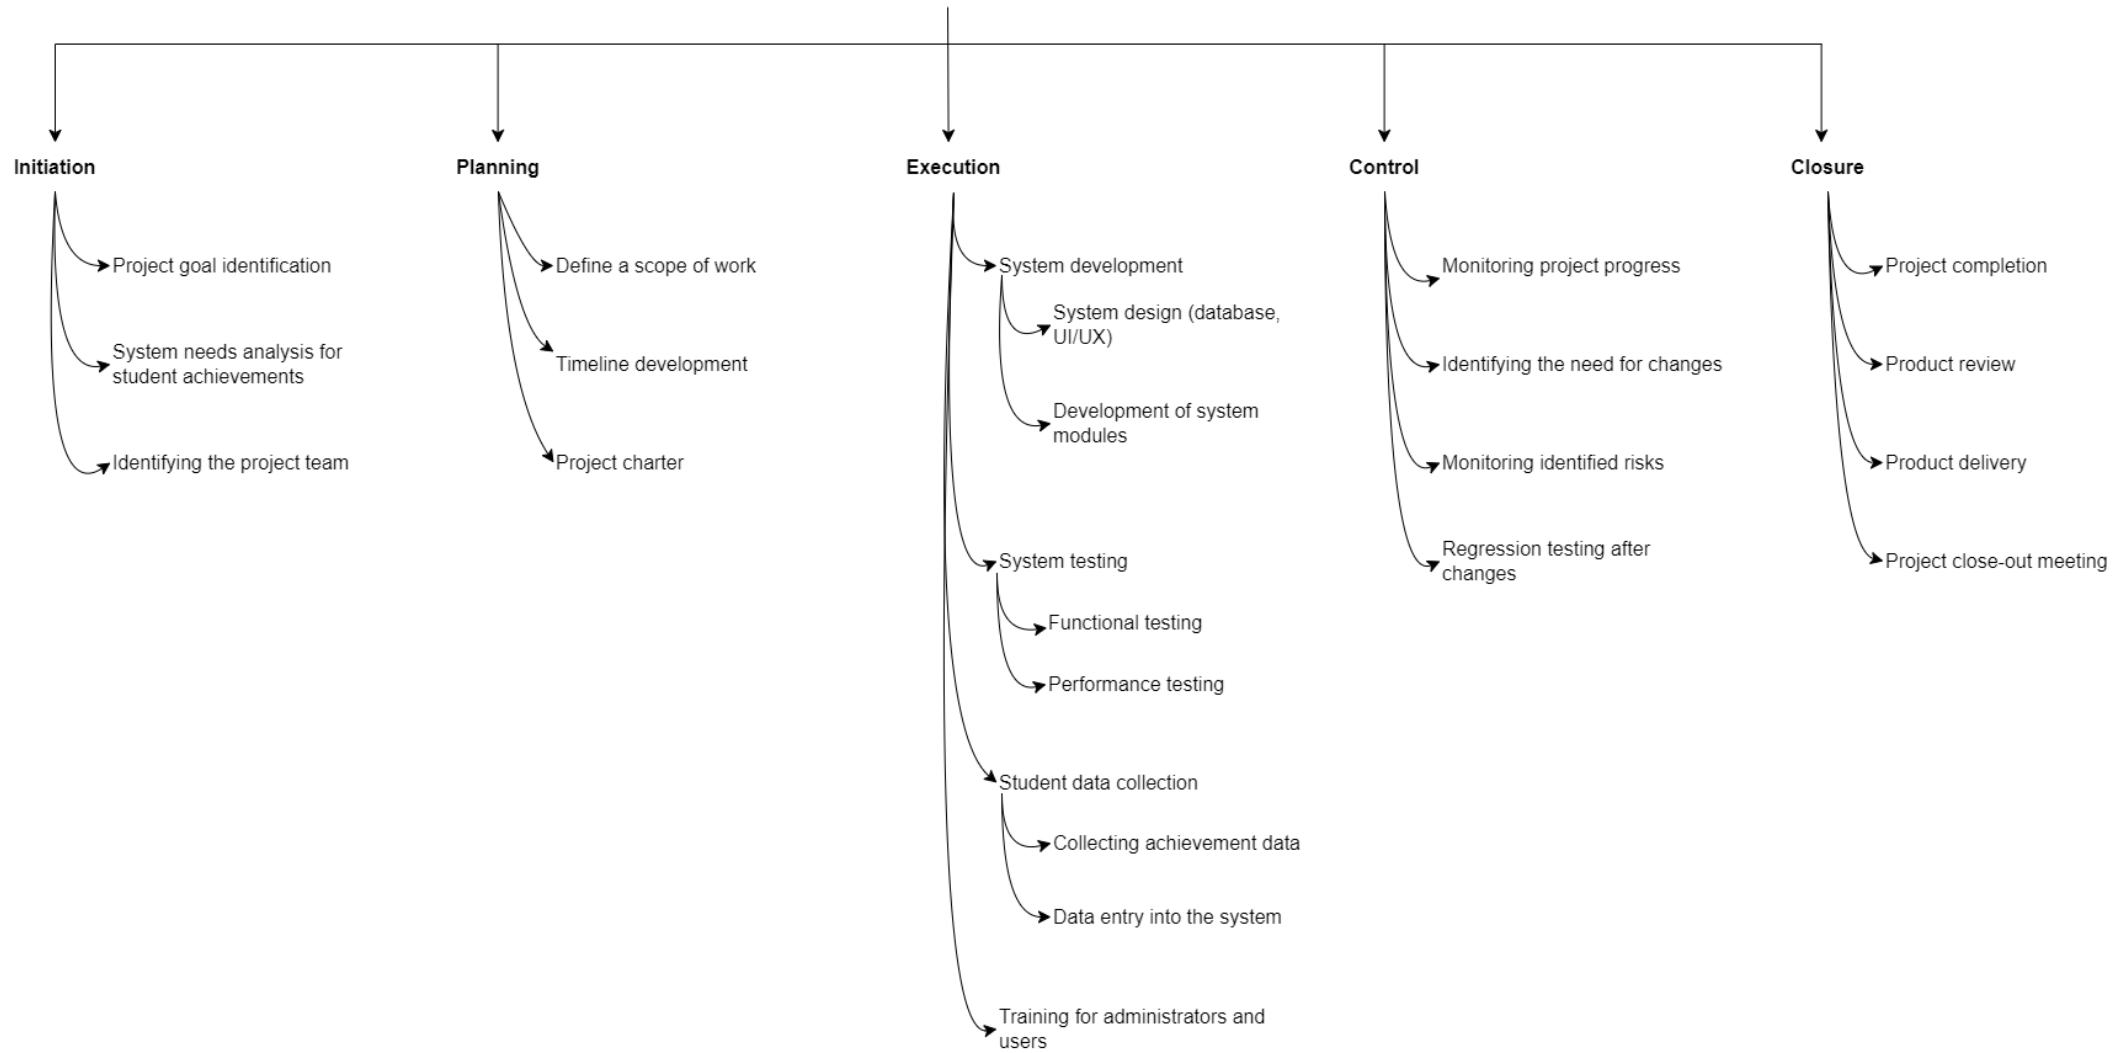 Initiation
Project goal identification
System needs analysis for
student achievements
Identifying the project team
Planning
Define a scope of work
Timeline development
Project charter
Execution
System development
System design (database,
UI/UX)
Development of system
modules
System testing
Functional testing
Performance testing
Student data collection
Collecting achievement data
Data entry into the system
Training for administrators and
users
Control
Monitoring project progress
Identifying the need for changes
Monitoring identified risks
Regression testing after
changes
Closure
Project completion
Product review
Product delivery
Project close-out meeting